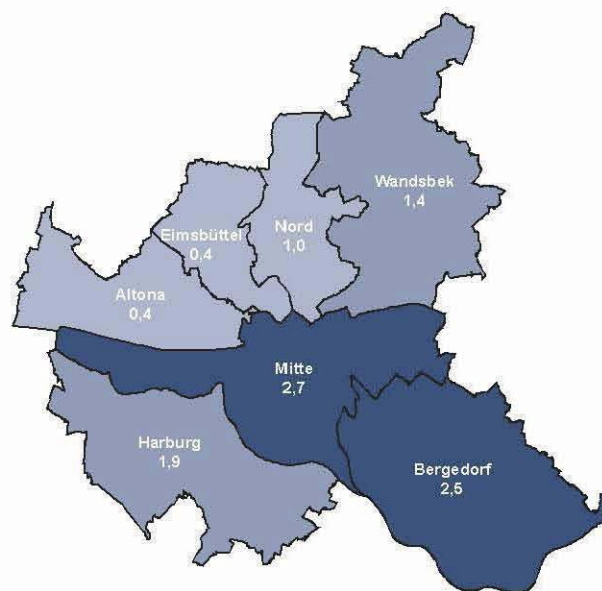 Wandsbek
1,4
Nord
1,0
Eimsbüttel
0,4
Altona
0,4
Mitte
2,7
Harburg
1,9
Bergedorf
2,5